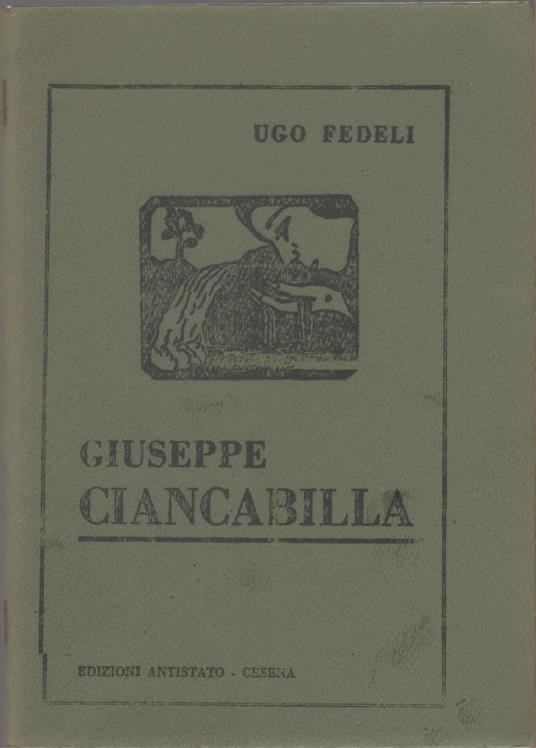 UGO FEDELI
GIUSEPPE
CIANCABILLA
EDIZIONI ANTISTATO - CESENA